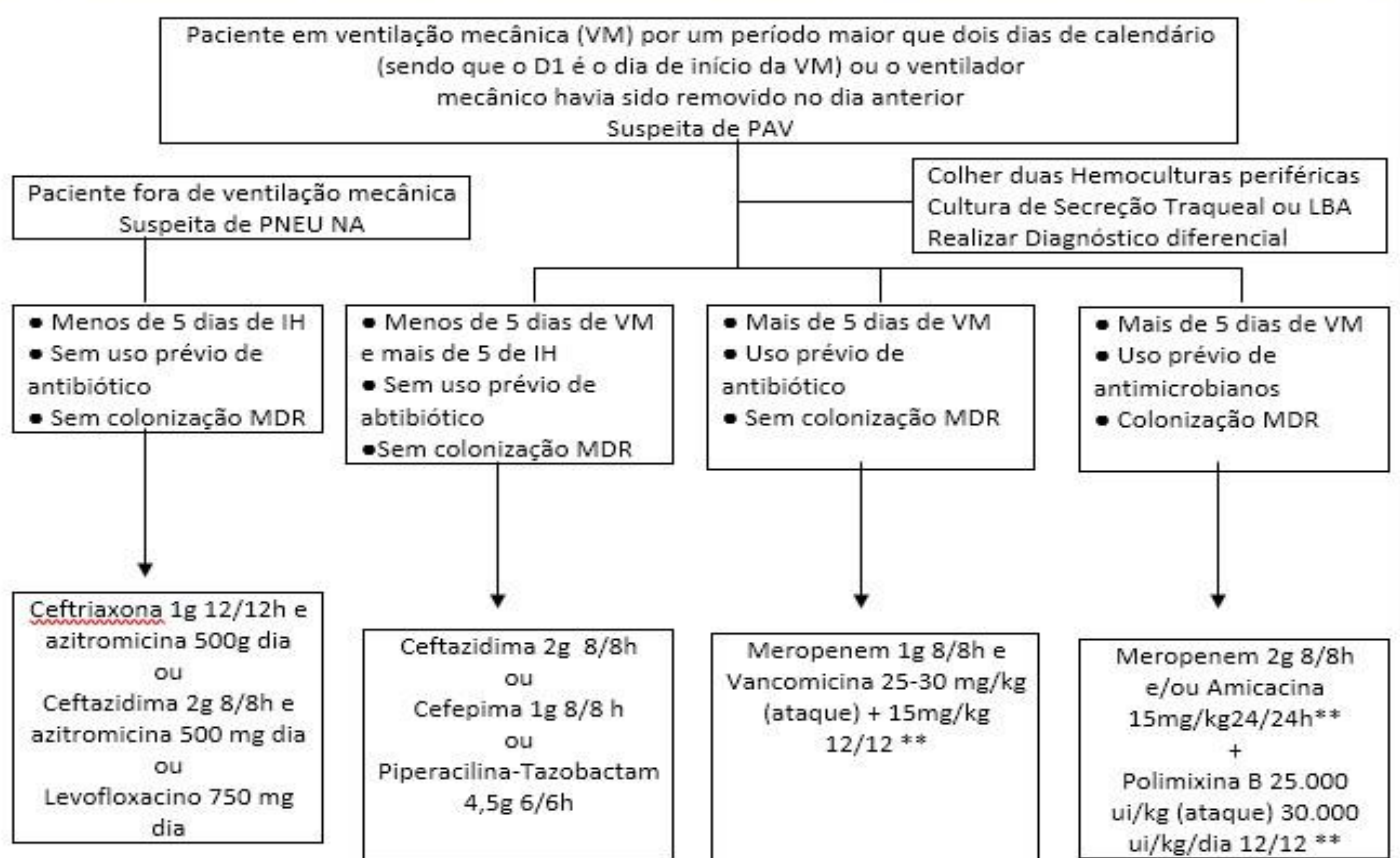 Paciente em ventilação mecânica (VM) por um período maior que dois dias de calendário
(sendo que o D1 é o dia de início da VM) ou o ventilador
mecânico havia sido removido no dia anterior
Suspeita de PAV
Paciente fora de ventilação mecânica
Suspeita de PNEU NA
Colher duas Hemoculturas periféricas
Cultura de Secreção Traqueal ou LBA
Realizar Diagnóstico diferencial
● Menos de 5 dias de IH
● Sem uso prévio de
antibiótico
● Sem colonização MDR
● Menos de 5 dias de VM
e mais de 5 de IH
● Sem uso prévio de
abtibiótico
●Sem colonização MDR
● Mais de 5 dias de VM
● Uso prévio de
antibiótico
● Sem colonização MDR
● Mais de 5 dias de VM
● Uso prévio de
antimicrobianos
● Colonização MDR
Ceftriaxona 1g 12/12h e
azitromicina 500g dia
ou
Ceftazidima 2g 8/8h e
azitromicina 500 mg dia
ou
Levofloxacino 750 mg
dia
Ceftazidima 2g 8/8h
ou
Cefepima 1g 8/8 h
ou
Piperacilina-Tazobactam
4,5g 6/6h
Meropenem 1g 8/8h e
Vancomicina 25-30 mg/kg
(ataque) + 15mg/kg
12/12 **
Meropenem 2g 8/8h
e/ou Amicacina
15mg/kg24/24h**
+
Polimixina B 25.000
ui/kg (ataque) 30.000
ui/kg/dia 12/12 **